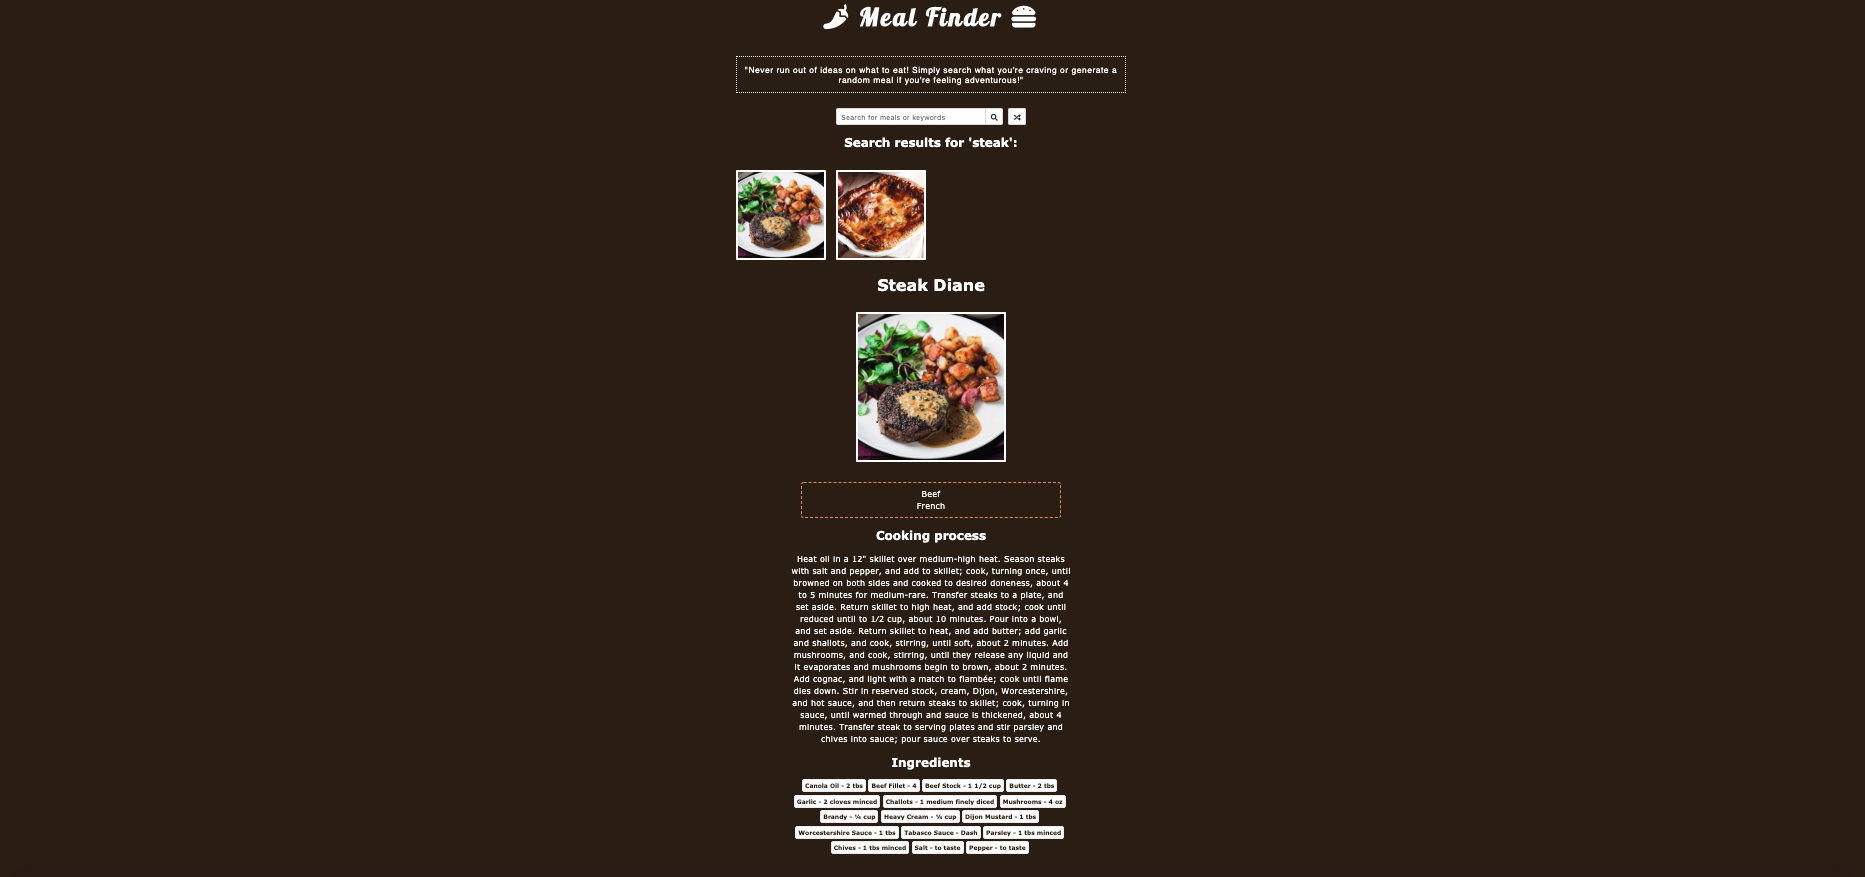 Meal Finder
"Never run out of ideas on what to eat! Simply search what you're craving or generate a
random meal if you're feeling adventurous!"
Search for meals or keywords
Search results for 'steak':
Steak Diane
Beef
French
Cooking process
Heat oil in a 12" skillet over medium-high heat. Season steaks
with salt and pepper, and add to skillet; cook, turning once, until
browned on both sides and cooked to desired doneness, about 4
to 5 minutes for medium-rare. Transfer steaks to a plate, and
set aside. Return skillet to high heat, and add stock; cook until
reduced until to 1/2 cup, about 10 minutes. Pour into a bowl,
and set aside. Return skillet to heat, and add butter; add garlic
and shallots, and cook, stirring, until soft, about 2 minutes. Add
mushrooms, and cook, stirring, until they release any liquid and
it evaporates and mushrooms begin to brown, about 2 minutes.
Add cognac, and light with a match to flambée; cook until flame
dies down. Stir in reserved stock, cream, Dijon, Worcestershire,
and hot sauce, and then return steaks to skillet; cook, turning in
sauce, until warmed through and sauce is thickened, about 4
minutes. Transfer steak to serving plates and stir parsley and
chives into sauce; pour sauce over steaks to serve.
Ingredients
Canola Oil - 2 tbs Beef Fillet - 4 Beef Stock - 1 1/2 cup Butter - 2 tbs
Garlic - 2 cloves minced Challots - 1 medium finely diced Mushrooms - 4 oz
Brandy - ¼ cup Heavy Cream - ¼ cup Dijon Mustard - 1 tbs
Worcestershire Sauce - 1 tbs Tabasco Sauce - Dash Parsley - 1 tbs minced
Chives - 1 tbs minced Salt - to taste Pepper - to taste